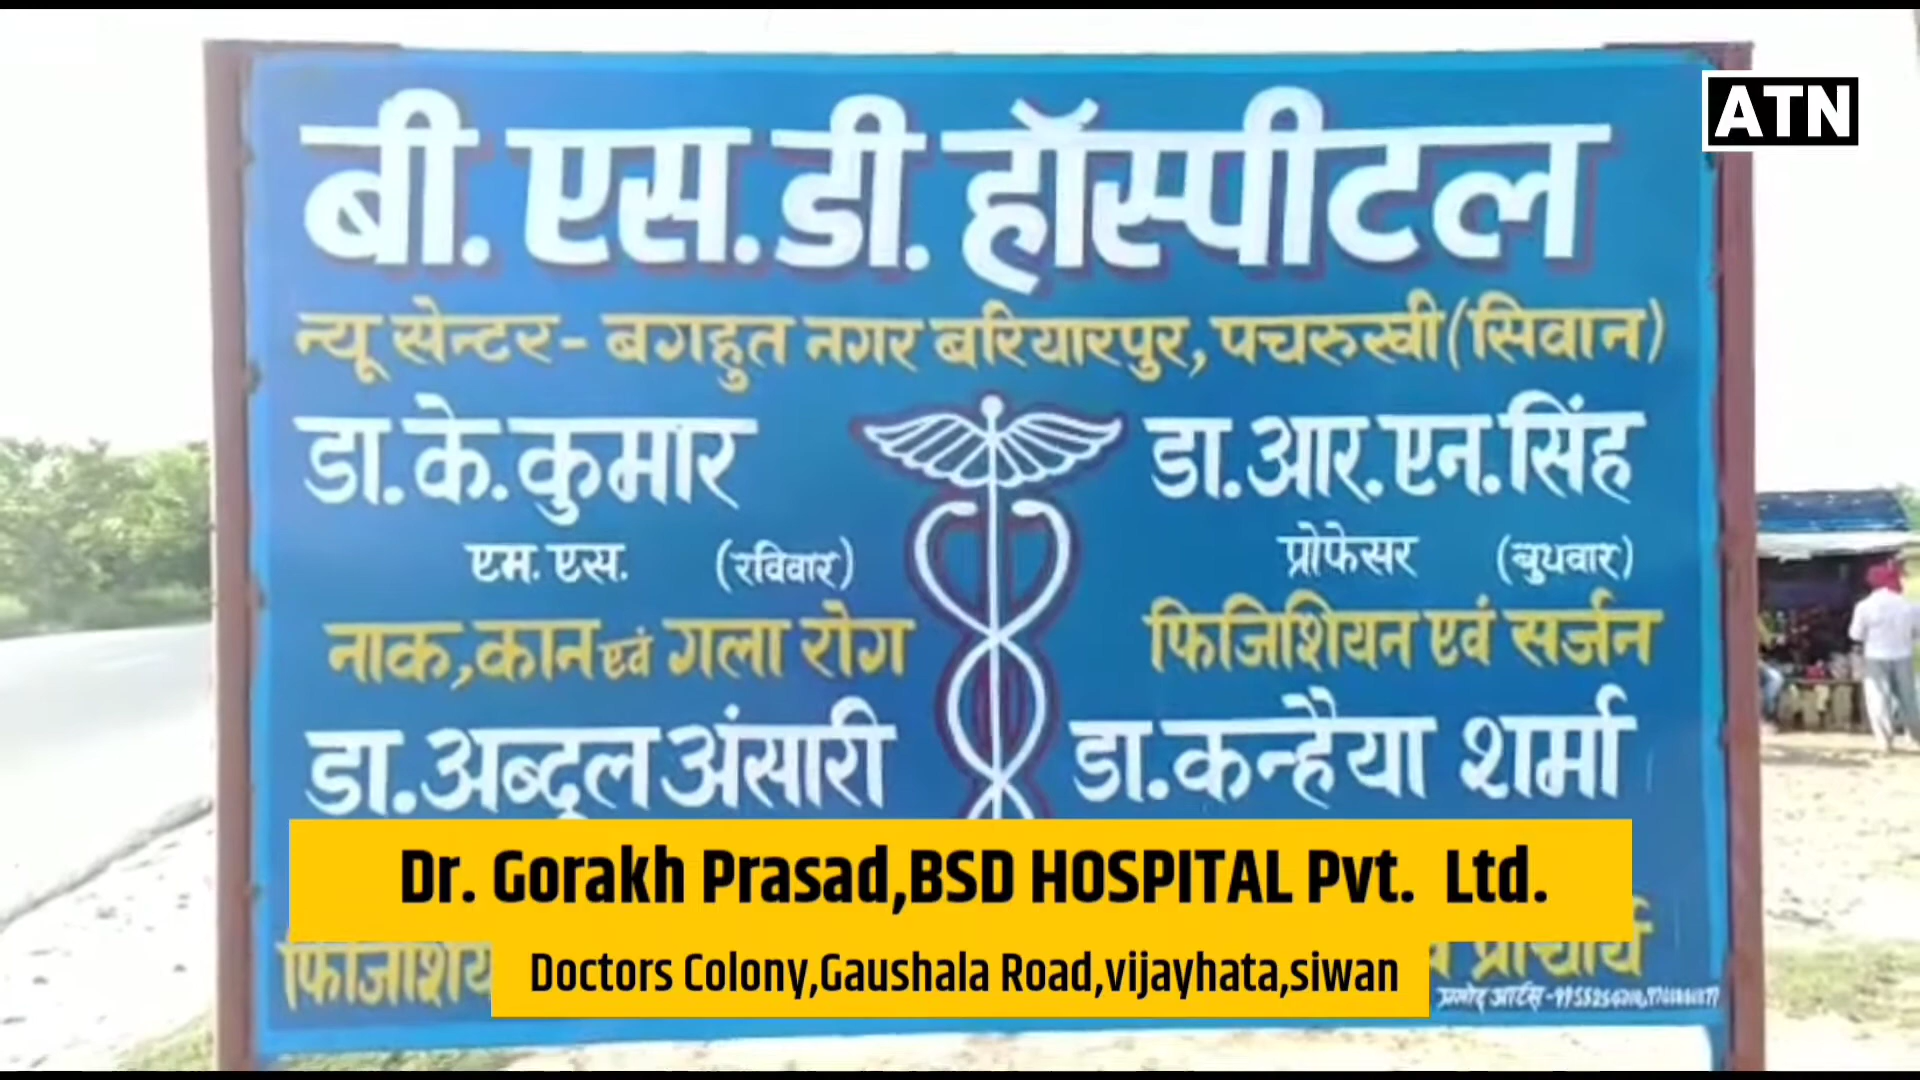 ATN
बी. एस. डी. हॉस्पीटल
न्यू सेन्टर- बगहुत नगर बरियारपुर, पचरुखी (सिवान)
डा. के. कुमार
एम. एस. (रविवार)
नाक, कान एवं गला रोग
डा. आर. एन. सिंह
प्रोफेसर (बुधवार)
फिजिशियन एवं सर्जन
डा. अब्दुल अंसारी
डा. कन्हैया शर्मा
Dr. Gorakh Prasad,BSD HOSPITAL Pvt. Ltd.
Doctors Colony,Gaushala Road,vijayhata,siwan